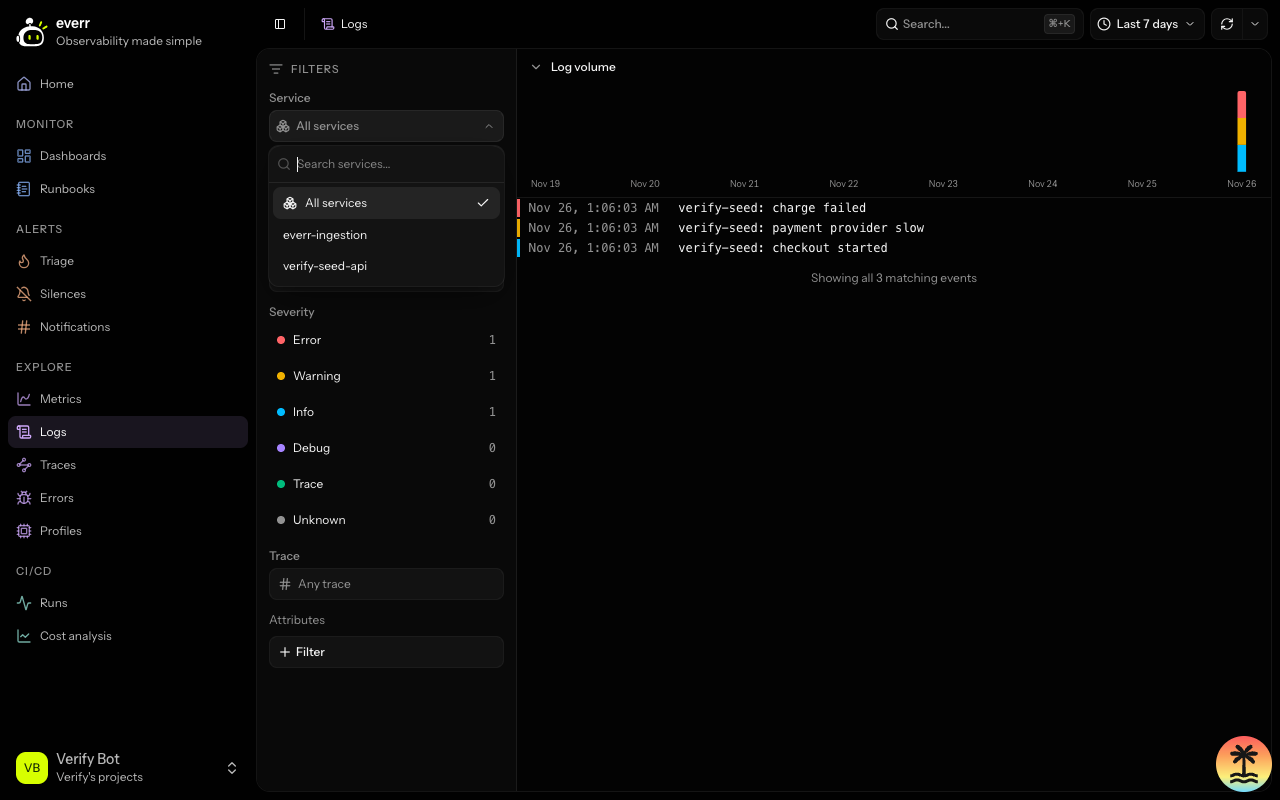 everr
Observability made simple
Home
MONITOR
Dashboards
Runbooks
ALERTS
Triage
Silences
Notifications
EXPLORE
Metrics
Logs
Traces
Errors
Profiles
CI/CD
Runs
Cost analysis
VB
Verify Bot
Verify's projects
Logs
Search...
⌘+K
Last 7 days
FILTERS
Service
All services
Search services...
All services
everr-ingestion
verify-seed-api
Severity
Error 1
Warning 1
Info 1
Debug 0
Trace 0
Unknown 0
Trace
Any trace
Attributes
Filter
Log volume
Nov 19 Nov 20 Nov 21 Nov 22 Nov 23 Nov 24 Nov 25 Nov 26
Nov 26, 1:06:03 AM verify-seed: charge failed
Nov 26, 1:06:03 AM verify-seed: payment provider slow
Nov 26, 1:06:03 AM verify-seed: checkout started
Showing all 3 matching events